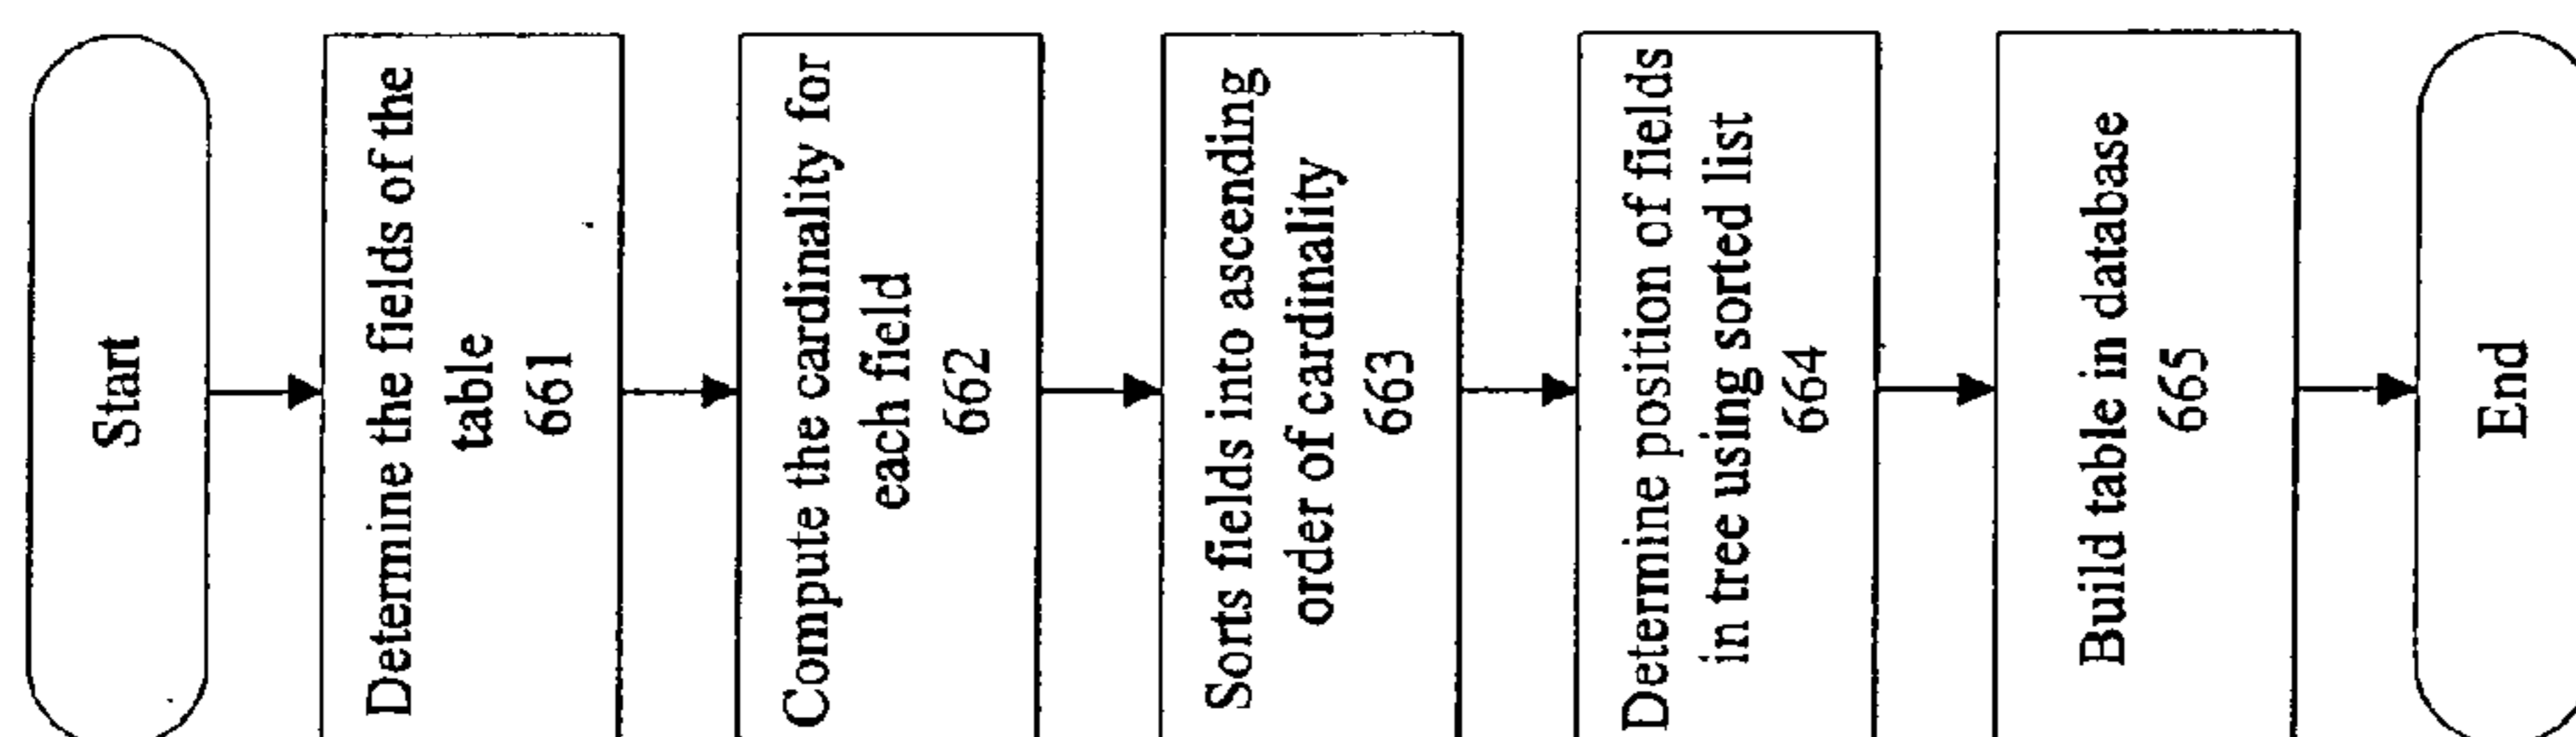 Start
Determine the fields of the
table
661
Compute the cardinality for
each field
662
Sorts fields into ascending
order of cardinality
663
Determine position of fields
in tree using sorted list
664
Build table in database
665
End